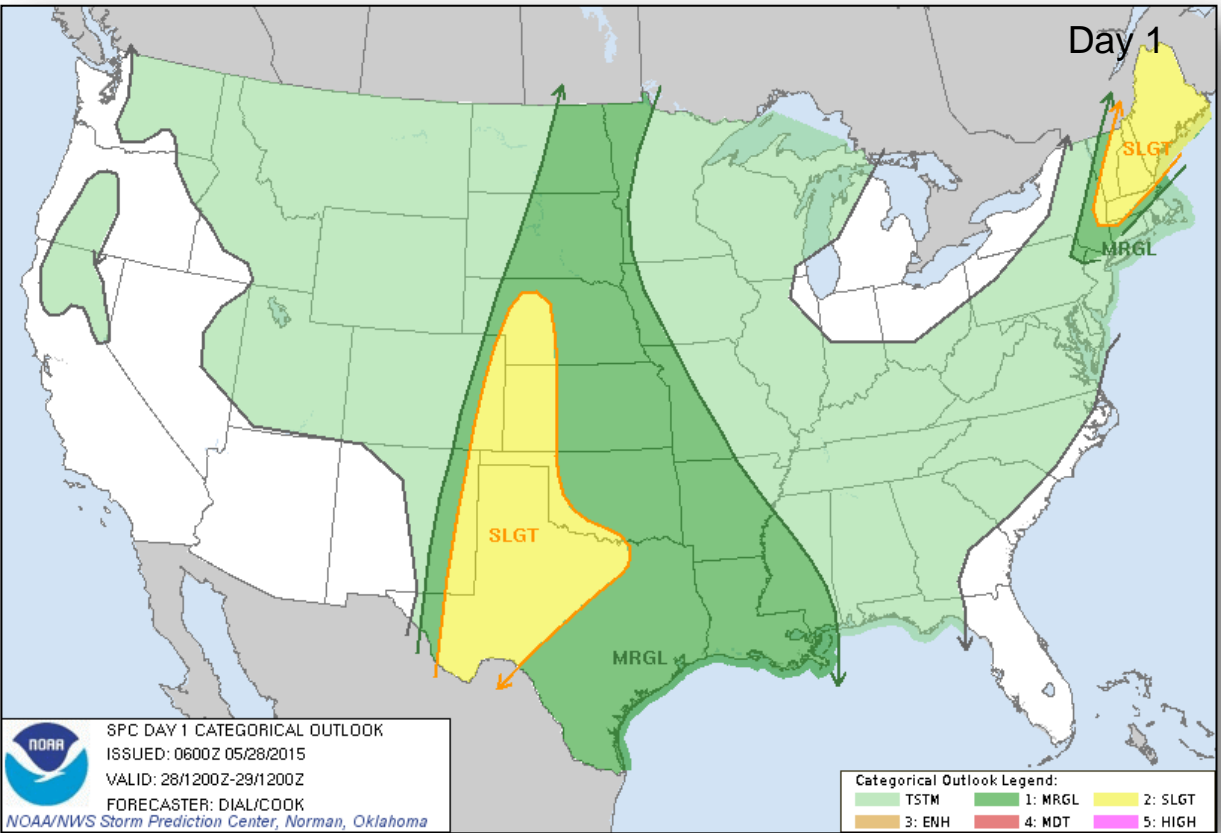 Day 1
SLGT
MRGL
SLGT
MRGL
NOAA
SPC DAY 1 CATEGORICAL OUTLOOK
ISSUED: 0600Z 05/28/2015
VALID: 28/1200Z-29/1200Z
FORECASTER: DIAL/COOK
NOAA/NWS Storm Prediction Center, Norman, Oklahoma
Categorical Outlook Legend:
TSTM 1: MRGL 2: SLGT
3: ENH 4: MDT 5: HIGH